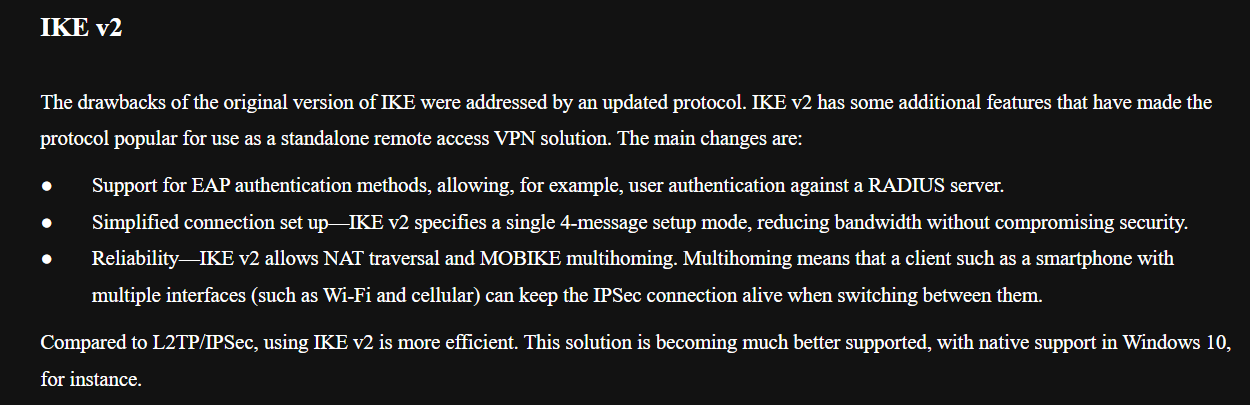 IKE v2
The drawbacks of the original version of IKE were addressed by an updated protocol. IKE v2 has some additional features that have made the
protocol popular for use as a standalone remote access VPN solution. The main changes are:
● Support for EAP authentication methods, allowing, for example, user authentication against a RADIUS server.
● Simplified connection set up—IKE v2 specifies a single 4-message setup mode, reducing bandwidth without compromising security.
● Reliability—IKE v2 allows NAT traversal and MOBIKE multihoming. Multihoming means that a client such as a smartphone with
multiple interfaces (such as Wi-Fi and cellular) can keep the IPSec connection alive when switching between them.
Compared to L2TP/IPSec, using IKE v2 is more efficient. This solution is becoming much better supported, with native support in Windows 10,
for instance.